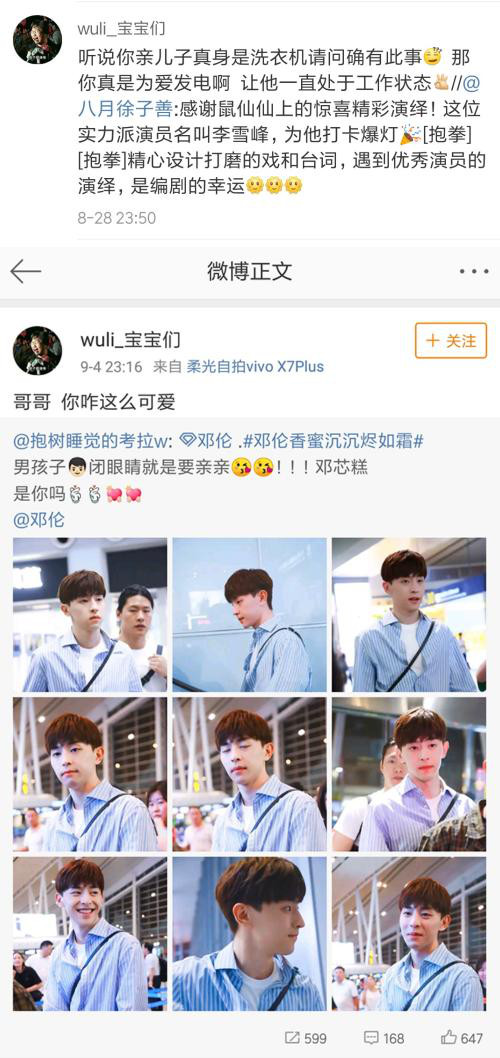 wuli_宝宝们
听说你亲儿子真身是洗衣机请问确有此事😅 那
你真是为爱发电啊 让他一直处于工作状态✌🏻//@
八月徐子善:感谢鼠仙仙上的惊喜精彩演绎！这位
实力派演员名叫李雪峰，为他打卡爆灯🎉[抱拳]
[抱拳]精心设计打磨的戏和台词，遇到优秀演员的
演绎，是编剧的幸运🌞🌞🌞
8-28 23:50
微博正文
wuli_宝宝们
9-4 23:16 来自 柔光自拍vivo X7Plus
+ 关注
哥哥 你咋这么可爱
@抱树睡觉的考拉w: 💎邓伦 .#邓伦香蜜沉沉烬如霜#
男孩子👦🏻闭眼睛就是要亲亲😘😘！！！邓芯糕
是你吗💞💞
@邓伦
599
168
647